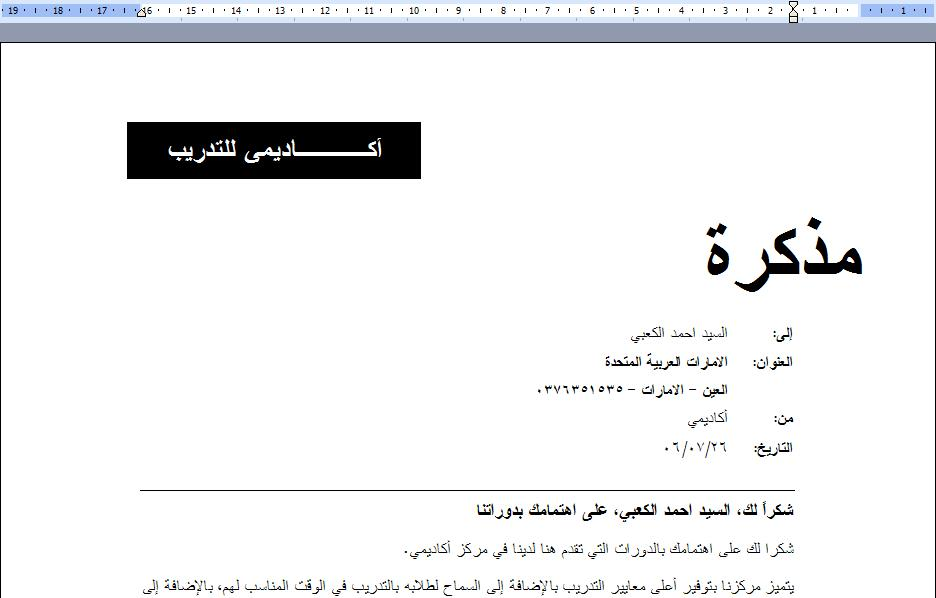 19 18 17 16 15 14 13 12 11 10 9 8 7 6 5 4 3 2 1 1
أكـــــــــاديمى للتدريب
مذكرة
إلى: السيد احمد الكعبي
العنوان: الامارات العربية المتحدة
العين – الامارات – ٠٣٧٦٣٥١٥٣٥
من: أكاديمي
التاريخ: ٠٦/٠٧/٢٦
شكراً لك، السيد احمد الكعبي، على اهتمامك بدوراتنا
شكرا لك على اهتمامك بالدورات التي تقدم هنا لدينا في مركز أكاديمي.
يتميز مركزنا بتوفير أعلى معايير التدريب بالإضافة إلى السماح لطلابه بالتدريب في الوقت المناسب لهم، بالإضافة إلى